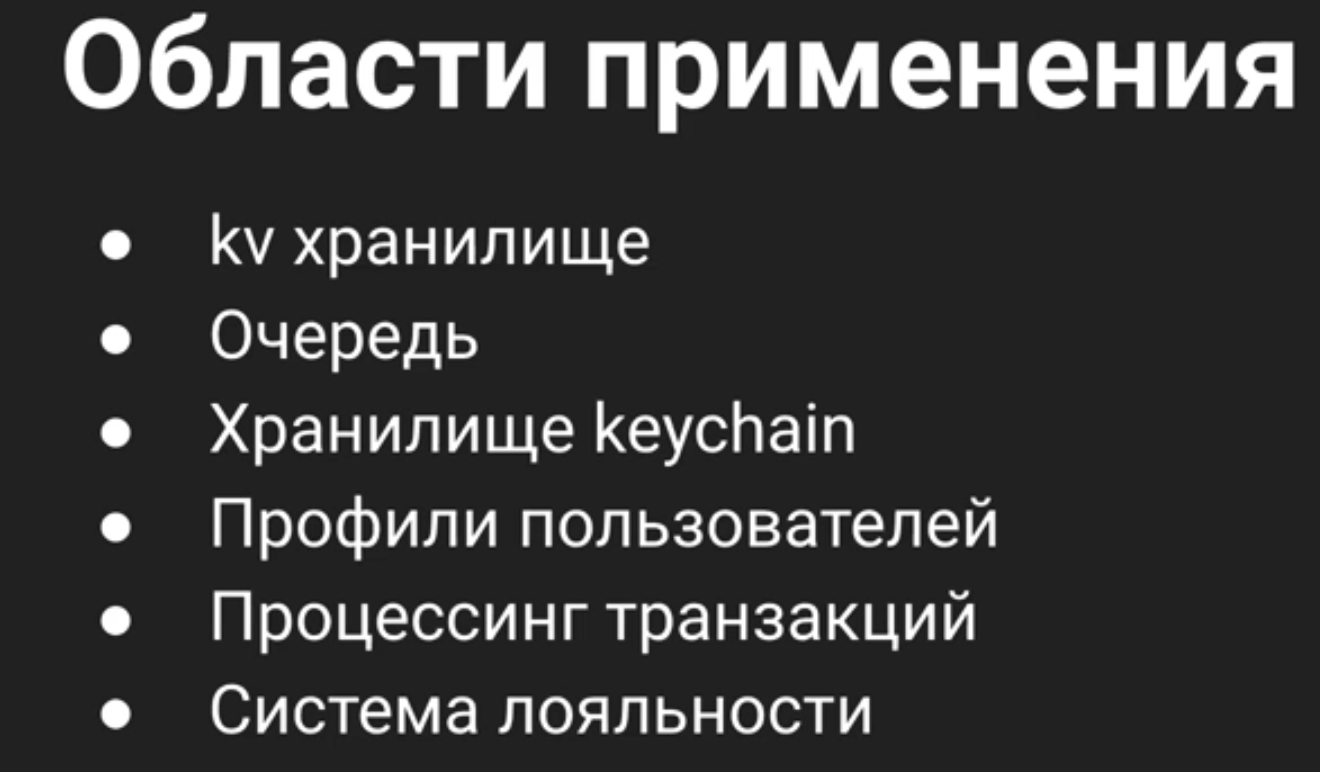 Области применения
● kv хранилище
● Очередь
● Хранилище keychain
● Профили пользователей
● Процессинг транзакций
● Система лояльности